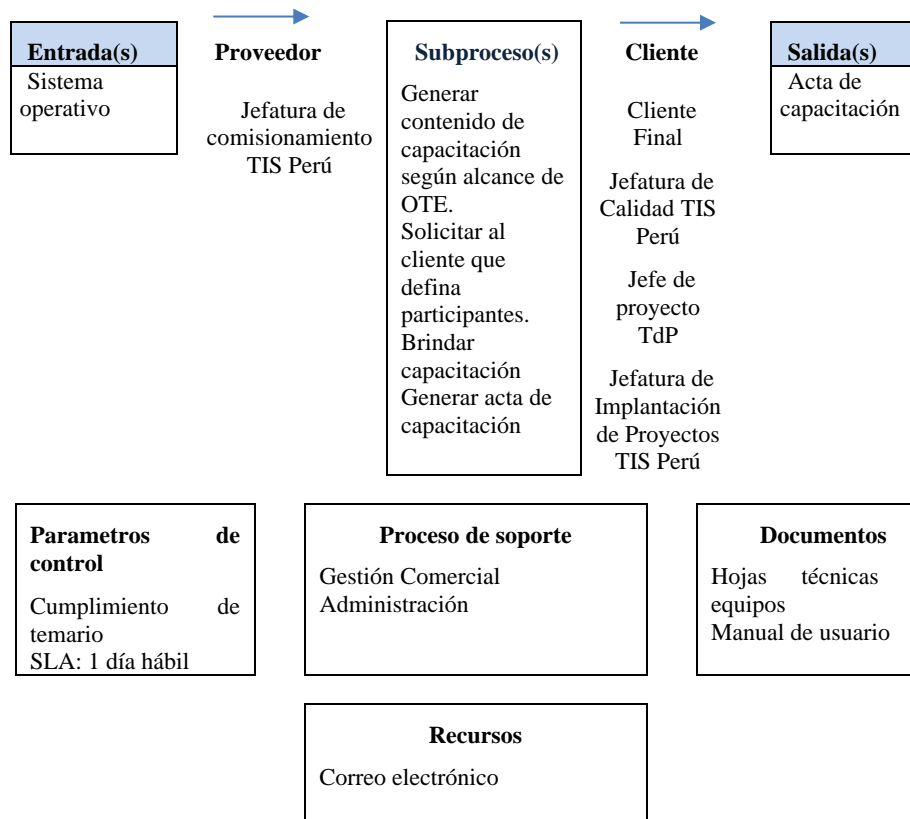 Entrada(s)
Sistema
operativo
Proveedor
Jefatura de
comisionamiento
TIS Perú
Subproceso(s)
Generar
contenido de
capacitación
según alcance de
OTE.
Solicitar al
cliente que
defina
participantes.
Brindar
capacitación
Generar acta de
capacitación
Cliente
Cliente
Final
Jefatura de
Calidad TIS
Perú
Jefe de
proyecto
TdP
Jefatura de
Implantación
de Proyectos
TIS Perú
Salida(s)
Acta de
capacitación
Parametros de
control
Cumplimiento de
temario
SLA: 1 día hábil
Proceso de soporte
Gestión Comercial
Administración
Documentos
Hojas técnicas
equipos
Manual de usuario
Recursos
Correo electrónico